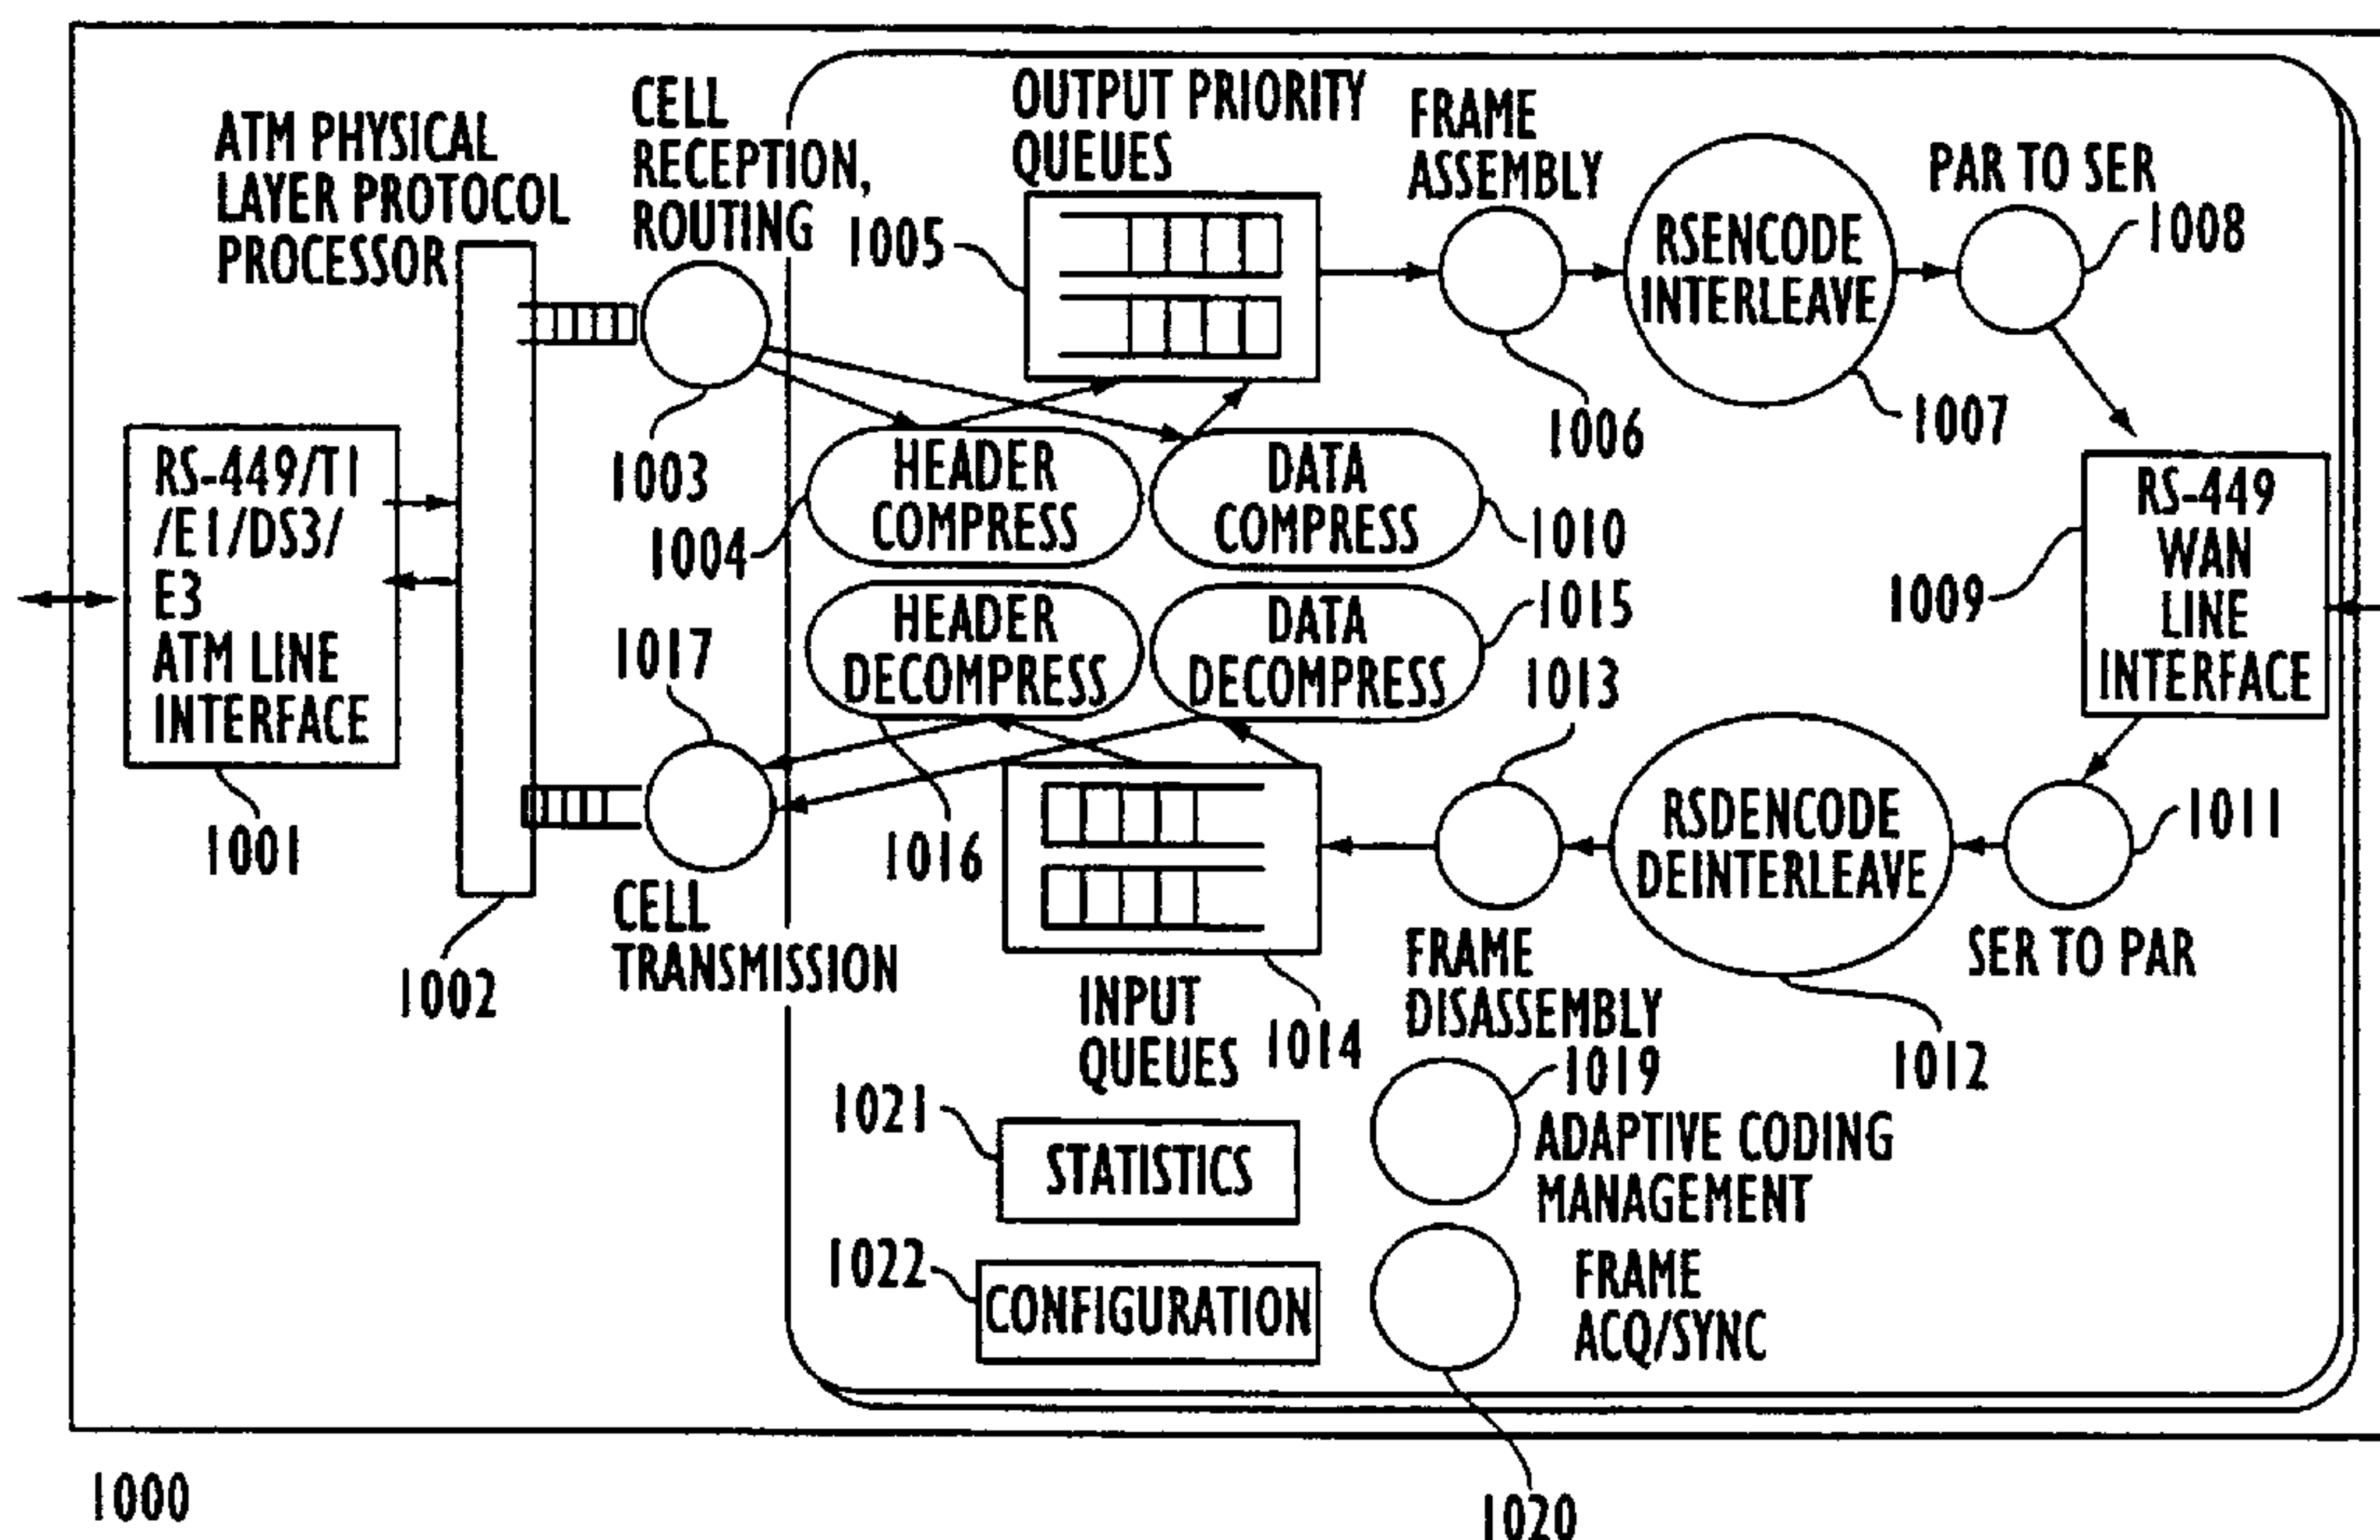 ATM PHYSICAL
LAYER PROTOCOL
PROCESSOR
CELL
RECEPTION,
ROUTING
OUTPUT PRIORITY
QUEUES
1005
FRAME
ASSEMBLY
RSENCODE
INTERLEAVE
PAR TO SER
1008
1003
1006
1007
RS-449/T1
/E1/DS3/
E3
ATM LINE
INTERFACE
1001
1002
HEADER
COMPRESS
1004
DATA
COMPRESS
1010
HEADER
DECOMPRESS
DATA
DECOMPRESS
1015
1009
RS-449
WAN
LINE
INTERFACE
1017
1013
1016
CELL
TRANSMISSION
INPUT
QUEUES
1014
FRAME
DISASSEMBLY
RSDENCODE
DEINTERLEAVE
1011
SER TO PAR
1012
1021
STATISTICS
1019
ADAPTIVE CODING
MANAGEMENT
1022
CONFIGURATION
FRAME
ACQ/SYNC
1000
1020